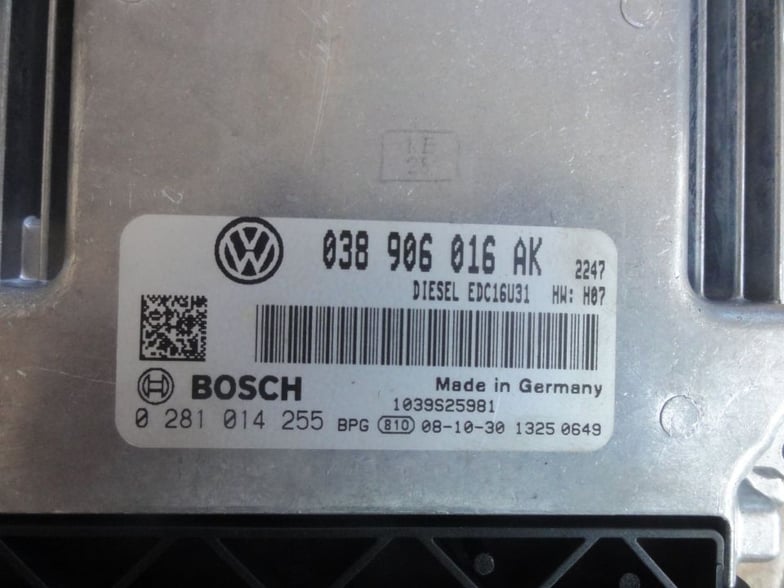 038 906 016 AK 2247
DIESEL EDC16U31 HW: H07
BOSCH Made in Germany
1039S25981
0 281 014 255 BPG 810 08-10-30 1325 0649